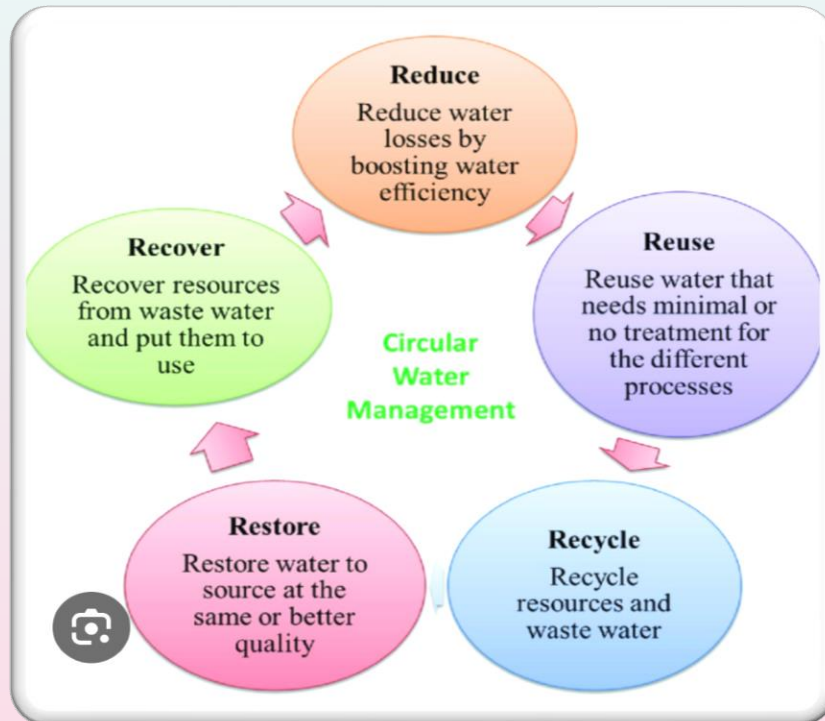 Reduce
Reduce water
losses by
boosting water
efficiency
Reuse
Reuse water that
needs minimal or
no treatment for
the different
processes
Recycle
Recycle
resources and
waste water
Restore
Restore water to
source at the
same or better
quality
Recover
Recover resources
from waste water
and put them to
use
Circular
Water
Management